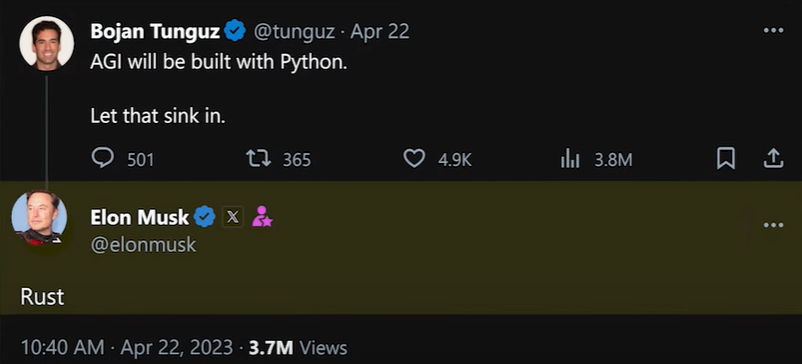 Bojan Tunguz @tunguz · Apr 22
AGI will be built with Python.
Let that sink in.
501 365 4.9K 3.8M
Elon Musk X
@elonmusk
Rust
10:40 AM · Apr 22, 2023 · 3.7M Views